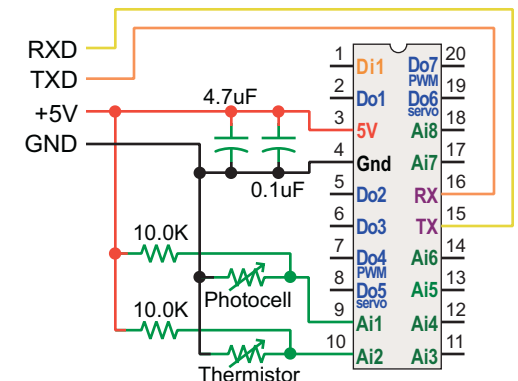 RXD
TXD
+5V
GND
4.7uF
0.1uF
10.0K
Photocell
10.0K
Thermistor
1 Di1
2 Do1
3 5V
4 Gnd
5 Do2
6 Do3
7 Do4
PWM
8 Do5
servo
9 Ai1
10 Ai2
Do7 20
PWM
Do6 19
servo
Ai8 18
Ai7 17
RX 16
TX 15
Ai6 14
Ai5 13
Ai4 12
Ai3 11